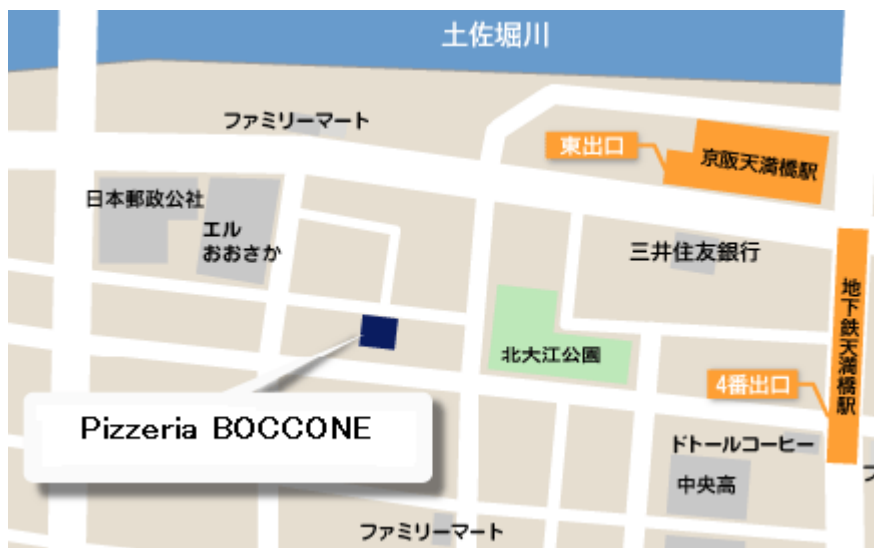 土佐堀川
ファミリーマート
東出口
京阪天満橋駅
日本郵政公社
エル
おおさか
三井住友銀行
地下鉄天満橋駅
北大江公園
4番出口
Pizzeria BOCCONE
ドトールコーヒー
中央高
フ
ファミリーマート